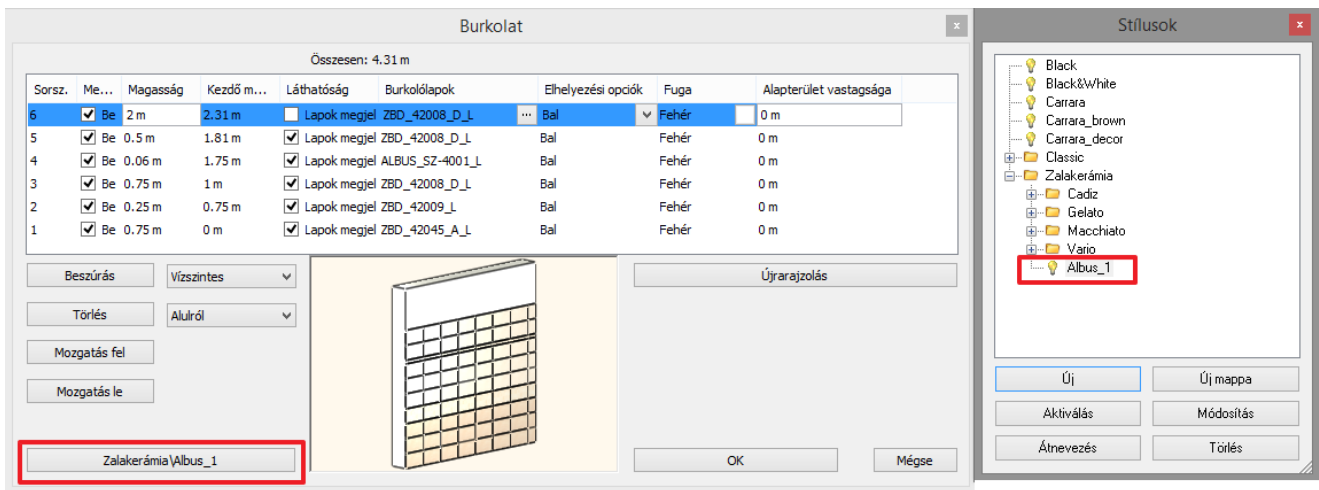 Burkolat
Összesen: 4.31 m
Sorsz. Me... Magasság Kezdő m... Láthatóság Burkolólapok Elhelyezési opciók Fuga Alapterület vastagsága
6 Be 2 m 2.31 m Lapok megjel ZBD_42008_D_L ... Bal Fehér 0 m
5 Be 0.5 m 1.81 m Lapok megjel ZBD_42008_D_L Bal Fehér 0 m
4 Be 0.06 m 1.75 m Lapok megjel ALBUS_SZ-4001_L Bal Fehér 0 m
3 Be 0.75 m 1 m Lapok megjel ZBD_42008_D_L Bal Fehér 0 m
2 Be 0.25 m 0.75 m Lapok megjel ZBD_42009_L Bal Fehér 0 m
1 Be 0.75 m 0 m Lapok megjel ZBD_42045_A_L Bal Fehér 0 m
Beszúrás Vízszintes Újrarajzolás
Törlés Alulról
Mozgatás fel
Mozgatás le
Zalakerámia\Albus_1 OK Mégse
Stílusok
Black
Black&White
Carrara
Carrara_brown
Carrara_decor
Classic
Zalakerámia
Cadiz
Gelato
Macchiato
Vario
Albus_1
Új Új mappa
Aktiválás Módosítás
Átnevezés Törlés